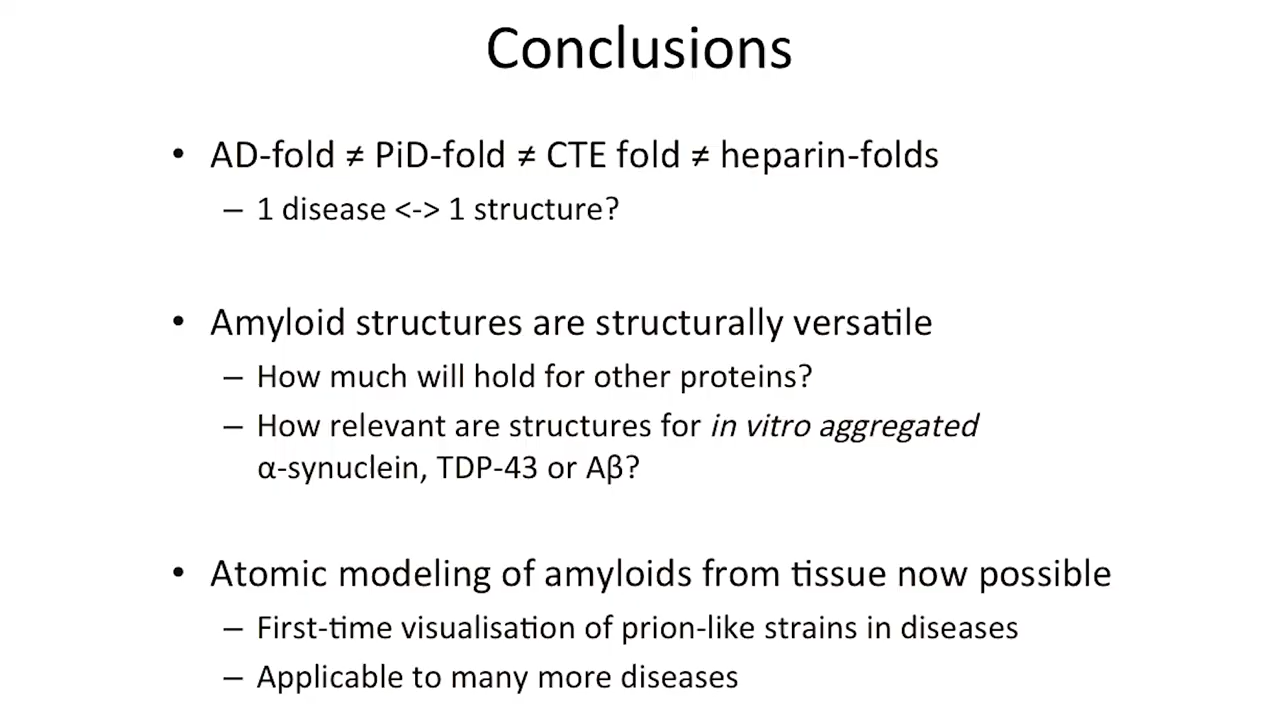 Conclusions
• AD-fold ≠ PiD-fold ≠ CTE fold ≠ heparin-folds
– 1 disease <-> 1 structure?
• Amyloid structures are structurally versatile
– How much will hold for other proteins?
– How relevant are structures for in vitro aggregated
α-synuclein, TDP-43 or Aβ?
• Atomic modeling of amyloids from tissue now possible
– First-time visualisation of prion-like strains in diseases
– Applicable to many more diseases